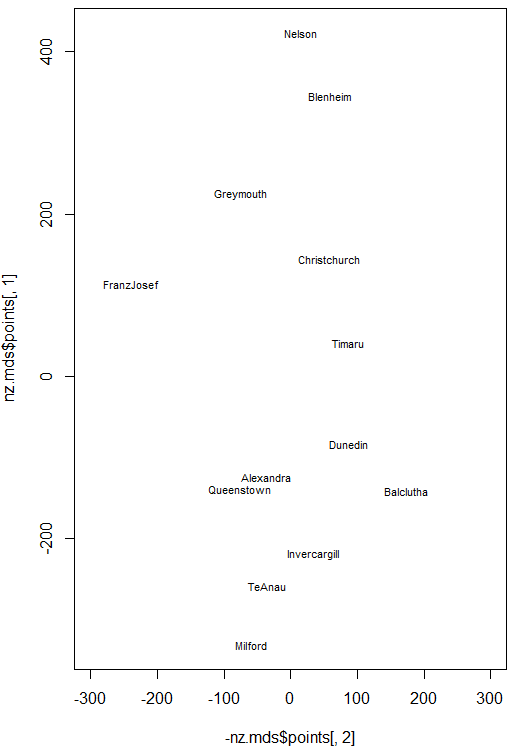 Nelson
400
Blenheim
Greymouth
200
Christchurch
FranzJosef
nz.mds$points[, 1]
Timaru
0
Dunedin
Alexandra
Queenstown
Balclutha
-200
Invercargill
TeAnau
Milford
-300 -200 -100 0 100 200 300
-nz.mds$points[, 2]